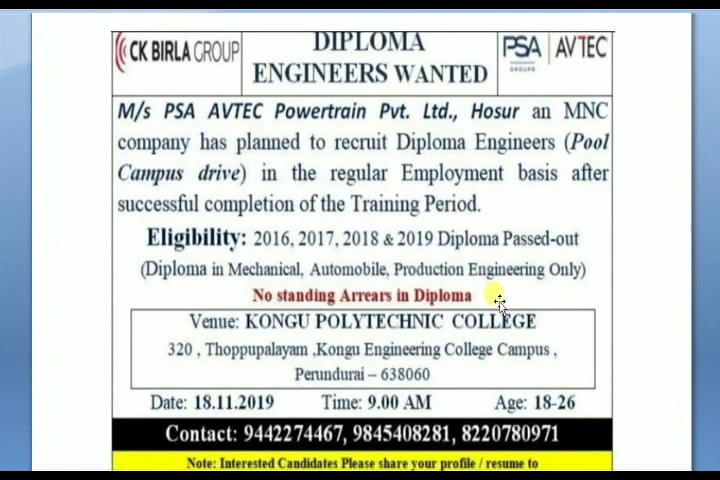 CK BIRLA GROUP
DIPLOMA
ENGINEERS WANTED
PSA AVTEC
GROUPE
M/s PSA AVTEC Powertrain Pvt. Ltd., Hosur an MNC
company has planned to recruit Diploma Engineers (Pool
Campus drive) in the regular Employment basis after
successful completion of the Training Period.
Eligibility: 2016, 2017, 2018 & 2019 Diploma Passed-out
(Diploma in Mechanical, Automobile, Production Engineering Only)
No standing Arrears in Diploma
Venue: KONGU POLYTECHNIC COLLEGE
320 , Thoppupalayam ,Kongu Engineering College Campus ,
Perundurai – 638060
Date: 18.11.2019 Time: 9.00 AM Age: 18-26
Contact: 9442274467, 9845408281, 8220780971
Note: Interested Candidates Please share your profile / resume to